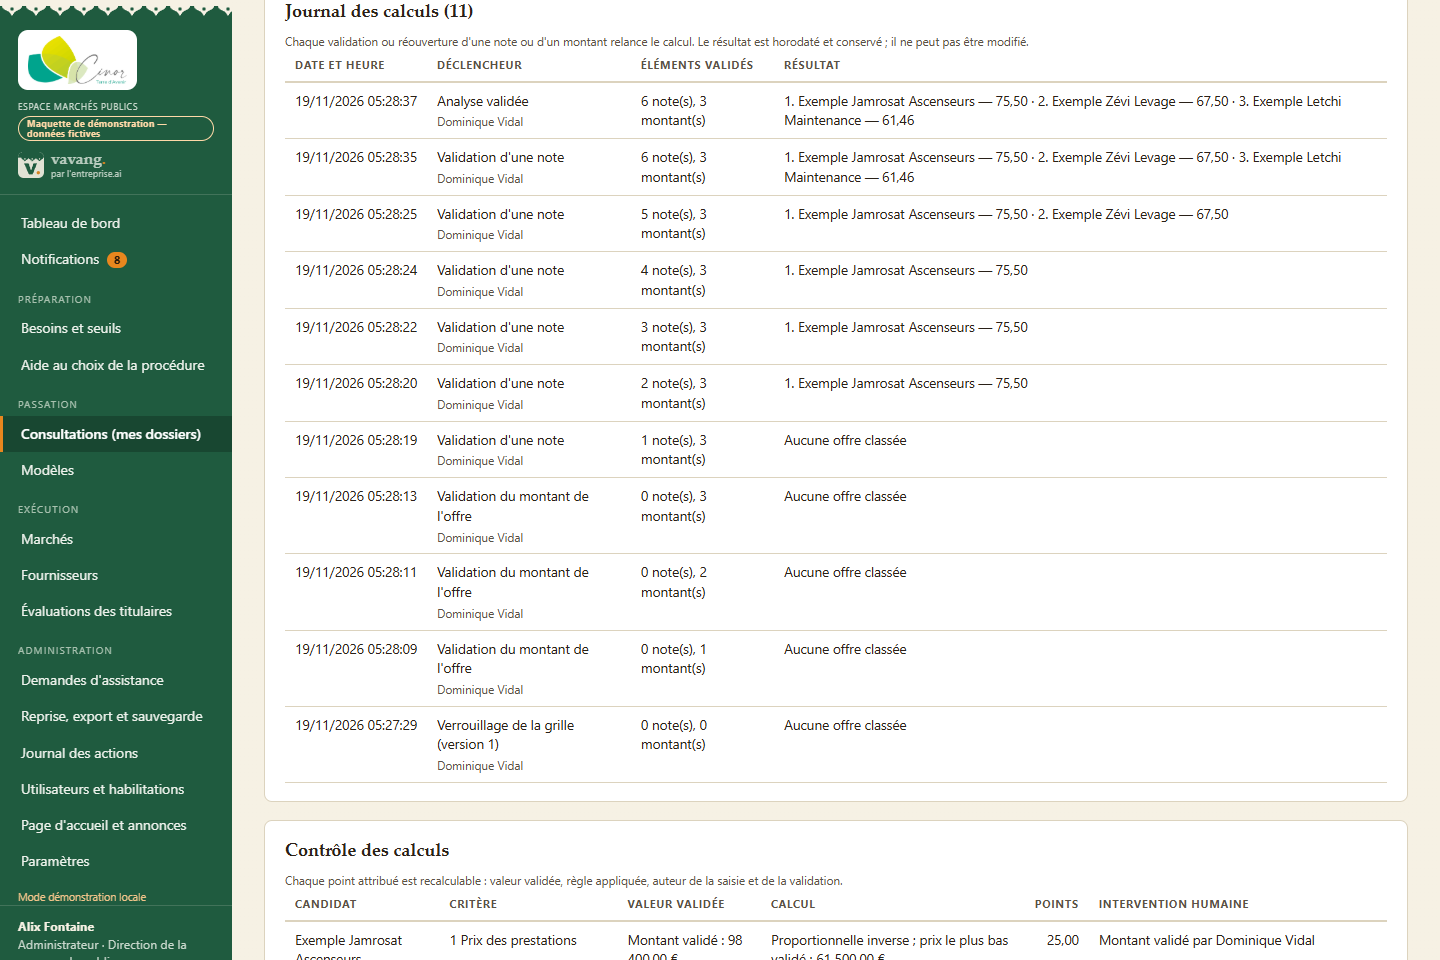 Cinor
Terre d'Avenir
ESPACE MARCHÉS PUBLICS
Maquette de démonstration —
données fictives
v.
vavang.
par l'entreprise.ai
Tableau de bord
Notifications 8
PRÉPARATION
Besoins et seuils
Aide au choix de la procédure
PASSATION
Consultations (mes dossiers)
Modèles
EXÉCUTION
Marchés
Fournisseurs
Évaluations des titulaires
ADMINISTRATION
Demandes d'assistance
Reprise, export et sauvegarde
Journal des actions
Utilisateurs et habilitations
Page d'accueil et annonces
Paramètres
Mode démonstration locale
Alix Fontaine
Administrateur · Direction de la
Journal des calculs (11)
Chaque validation ou réouverture d'une note ou d'un montant relance le calcul. Le résultat est horodaté et conservé ; il ne peut pas être modifié.
DATE ET HEURE DÉCLENCHEUR ÉLÉMENTS VALIDÉS RÉSULTAT
19/11/2026 05:28:37 Analyse validée 6 note(s), 3 1. Exemple Jamrosat Ascenseurs — 75,50 · 2. Exemple Zévi Levage — 67,50 · 3. Exemple Letchi
Dominique Vidal montant(s) Maintenance — 61,46
19/11/2026 05:28:35 Validation d'une note 6 note(s), 3 1. Exemple Jamrosat Ascenseurs — 75,50 · 2. Exemple Zévi Levage — 67,50 · 3. Exemple Letchi
Dominique Vidal montant(s) Maintenance — 61,46
19/11/2026 05:28:25 Validation d'une note 5 note(s), 3 1. Exemple Jamrosat Ascenseurs — 75,50 · 2. Exemple Zévi Levage — 67,50
Dominique Vidal montant(s)
19/11/2026 05:28:24 Validation d'une note 4 note(s), 3 1. Exemple Jamrosat Ascenseurs — 75,50
Dominique Vidal montant(s)
19/11/2026 05:28:22 Validation d'une note 3 note(s), 3 1. Exemple Jamrosat Ascenseurs — 75,50
Dominique Vidal montant(s)
19/11/2026 05:28:20 Validation d'une note 2 note(s), 3 1. Exemple Jamrosat Ascenseurs — 75,50
Dominique Vidal montant(s)
19/11/2026 05:28:19 Validation d'une note 1 note(s), 3 Aucune offre classée
Dominique Vidal montant(s)
19/11/2026 05:28:13 Validation du montant de 0 note(s), 3 Aucune offre classée
l'offre montant(s)
Dominique Vidal
19/11/2026 05:28:11 Validation du montant de 0 note(s), 2 Aucune offre classée
l'offre montant(s)
Dominique Vidal
19/11/2026 05:28:09 Validation du montant de 0 note(s), 1 Aucune offre classée
l'offre montant(s)
Dominique Vidal
19/11/2026 05:27:29 Verrouillage de la grille 0 note(s), 0 Aucune offre classée
(version 1) montant(s)
Dominique Vidal
Contrôle des calculs
Chaque point attribué est recalculable : valeur validée, règle appliquée, auteur de la saisie et de la validation.
CANDIDAT CRITÈRE VALEUR VALIDÉE CALCUL POINTS INTERVENTION HUMAINE
Exemple Jamrosat 1 Prix des prestations Montant validé : 98 Proportionnelle inverse ; prix le plus bas 25,00 Montant validé par Dominique Vidal
Ascenseurs 400,00 € validé : 61 500,00 €